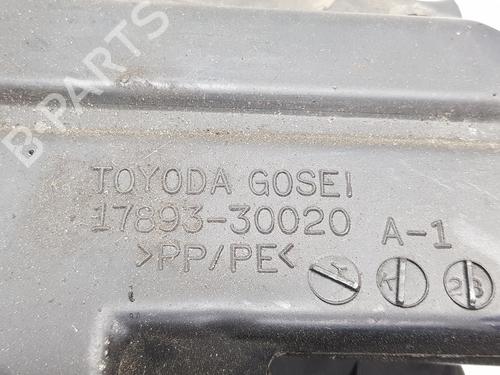 B-PARTS
TOYODA GOSEI
17893-30020 A-1
>PP/PE<